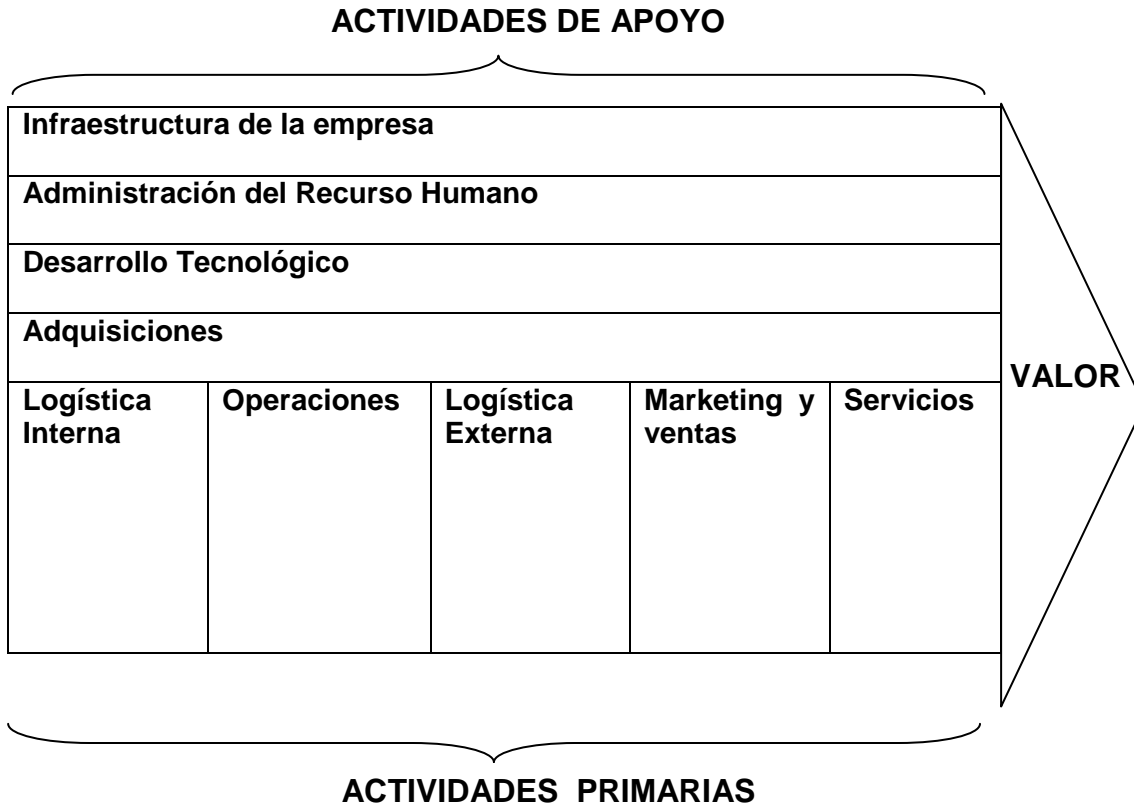 ACTIVIDADES DE APOYO
Infraestructura de la empresa
Administración del Recurso Humano
Desarrollo Tecnológico
Adquisiciones
Logística
Interna
Operaciones
Logística
Externa
Marketing y
ventas
Servicios
VALOR
ACTIVIDADES PRIMARIAS